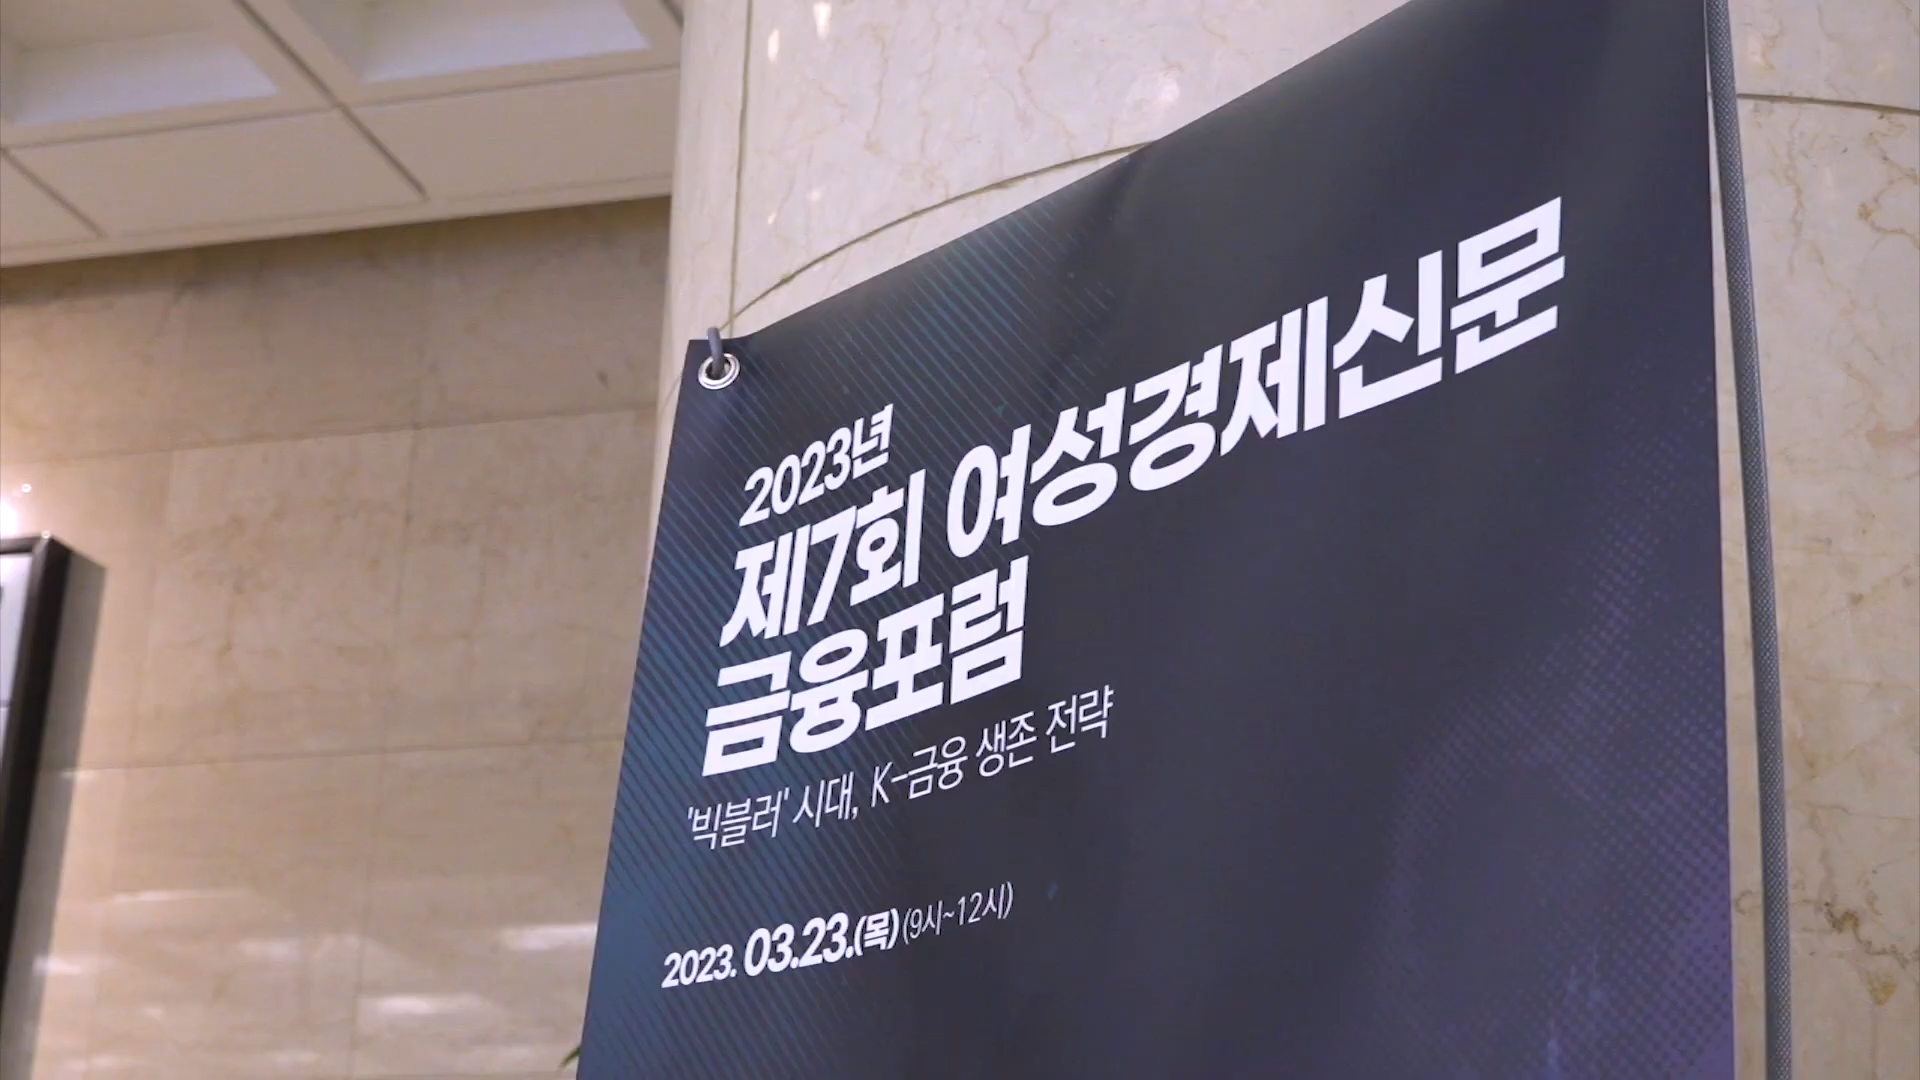 2023년
제7회 여성경제신문
금융포럼
'빅블러' 시대, K-금융 생존 전략
2023. 03.23.(목) (9시~12시)